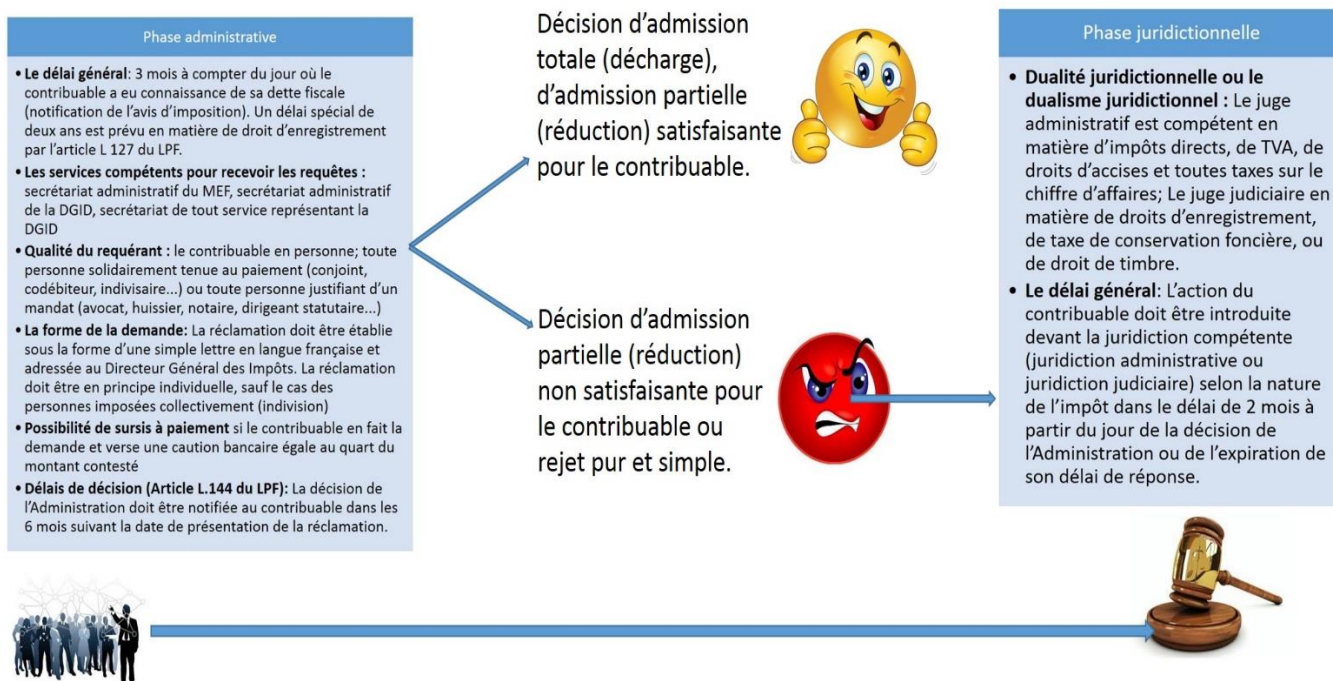 Phase administrative
• Le délai général: 3 mois à compter du jour où le
contribuable a eu connaissance de sa dette fiscale
(notification de l'avis d'imposition). Un délai spécial de
deux ans est prévu en matière de droit d'enregistrement
par l'article L 127 du LPF.
• Les services compétents pour recevoir les requêtes :
secrétariat administratif du MEF, secrétariat administratif
de la DGID, secrétariat de tout service représentant la
DGID
• Qualité du requérant : le contribuable en personne; toute
personne solidairement tenue au paiement (conjoint,
codébiteur, indivisaire...) ou toute personne justifiant d'un
mandat (avocat, huissier, notaire, dirigeant statutaire...)
• La forme de la demande: La réclamation doit être établie
sous la forme d'une simple lettre en langue française et
adressée au Directeur Général des Impôts. La réclamation
doit être en principe individuelle, sauf le cas des
personnes imposées collectivement (indivision)
• Possibilité de sursis à paiement si le contribuable en fait la
demande et verse une caution bancaire égale au quart du
montant contesté
• Délais de décision (Article L.144 du LPF): La décision de
l'Administration doit être notifiée au contribuable dans les
6 mois suivant la date de présentation de la réclamation.
Décision d'admission
totale (décharge),
d'admission partielle
(réduction) satisfaisante
pour le contribuable.
Décision d'admission
partielle (réduction)
non satisfaisante pour
le contribuable ou
rejet pur et simple.
Phase juridictionnelle
• Dualité juridictionnelle ou le
dualisme juridictionnel : Le juge
administratif est compétent en
matière d'impôts directs, de TVA, de
droits d'accises et toutes taxes sur le
chiffre d'affaires; Le juge judiciaire en
matière de droits d'enregistrement,
de taxe de conservation foncière, ou
de droit de timbre.
• Le délai général: L'action du
contribuable doit être introduite
devant la juridiction compétente
(juridiction administrative ou
juridiction judiciaire) selon la nature
de l'impôt dans le délai de 2 mois à
partir du jour de la décision de
l'Administration ou de l'expiration de
son délai de réponse.